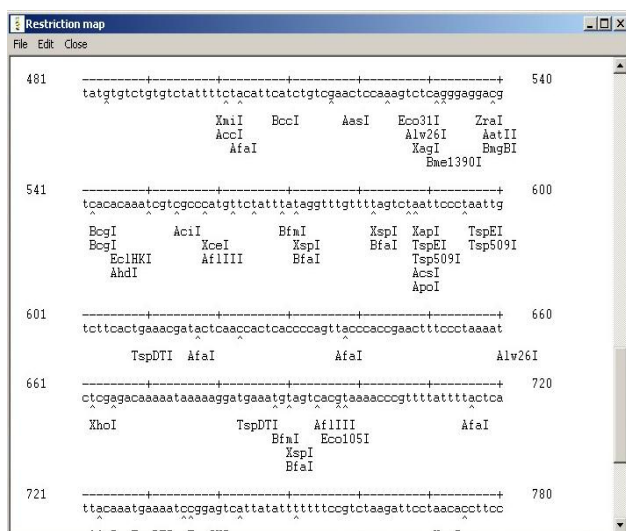 Restriction map
File Edit Close
481 ---------+---------+---------+---------+---------+---------+ 540
tatgtgtctgtgtctattttctacattcatctgtcgaactccaaagtctcagggaggacg
XmiI BccI AasI Eco31I ZraI
AccI Alw26I AatII
AfaI XagI BmgBI
Bme1390I
541 ---------+---------+---------+---------+---------+---------+ 600
tcacacaaatcgtcgcccatgttctatttataggtttgttttagtctaattccctaattg
BcgI AciI BfmI XspI XapI TspEI
BcgI XceI XspI BfaI TspEI Tsp509I
EclHKI AflIII BfaI Tsp509I
AhdI AcsI
ApoI
601 ---------+---------+---------+---------+---------+---------+ 660
tcttcactgaaacgatactcaaccactcaccccagttacccaccgaactttccctaaaat
TspDTI AfaI AfaI Alw26I
661 ---------+---------+---------+---------+---------+---------+ 720
ctcgagacaaaaataaaaaggatgaaatgtagtcacgtaaaacccgttttattttactca
XhoI TspDTI AflIII AfaI
BfmI Eco105I
XspI
BfaI
721 ---------+---------+---------+---------+---------+---------+ 780
ttacaaatgaaaatccggagtcattatatttttttccgtctaagattcctaacaccttcc